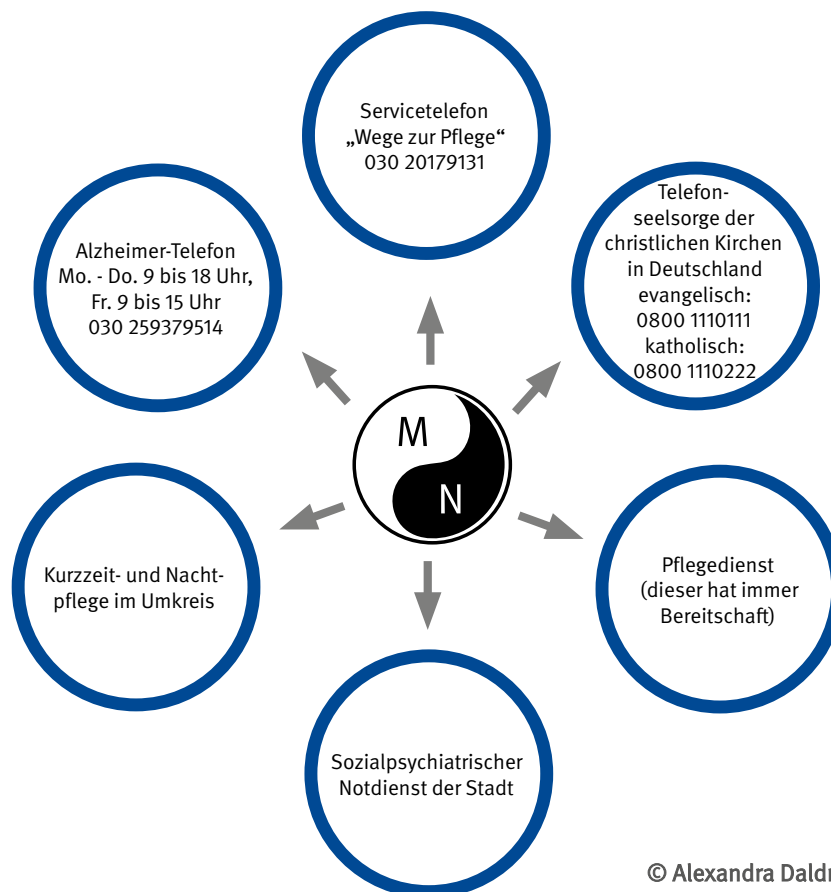 Servicetelefon
„Wege zur Pflege“
030 20179131
Telefon-
seelsorge der
christlichen Kirchen
in Deutschland
evangelisch:
0800 1110111
katholisch:
0800 1110222
Alzheimer-Telefon
Mo. - Do. 9 bis 18 Uhr,
Fr. 9 bis 15 Uhr
030 259379514
M
N
Kurzzeit- und Nacht-
pflege im Umkreis
Pflegedienst
(dieser hat immer
Bereitschaft)
Sozialpsychiatrischer
Notdienst der Stadt
© Alexandra